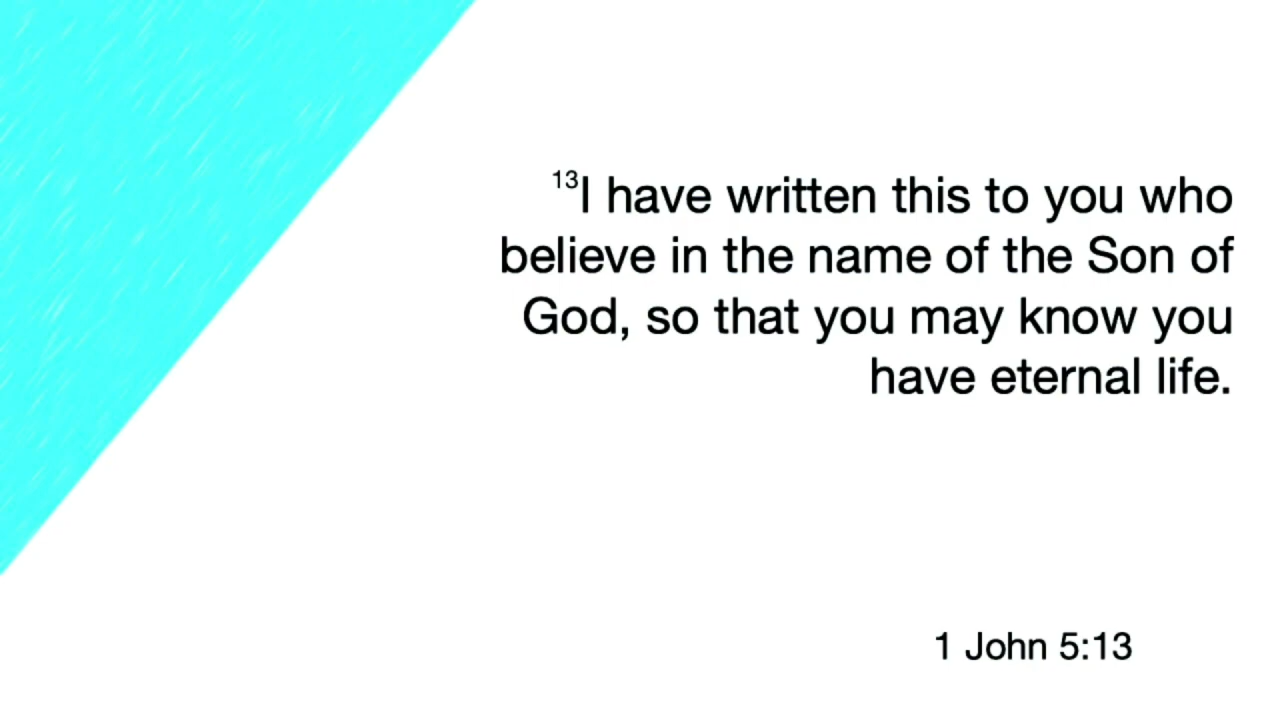 ¹³I have written this to you who
believe in the name of the Son of
God, so that you may know you
have eternal life.
1 John 5:13